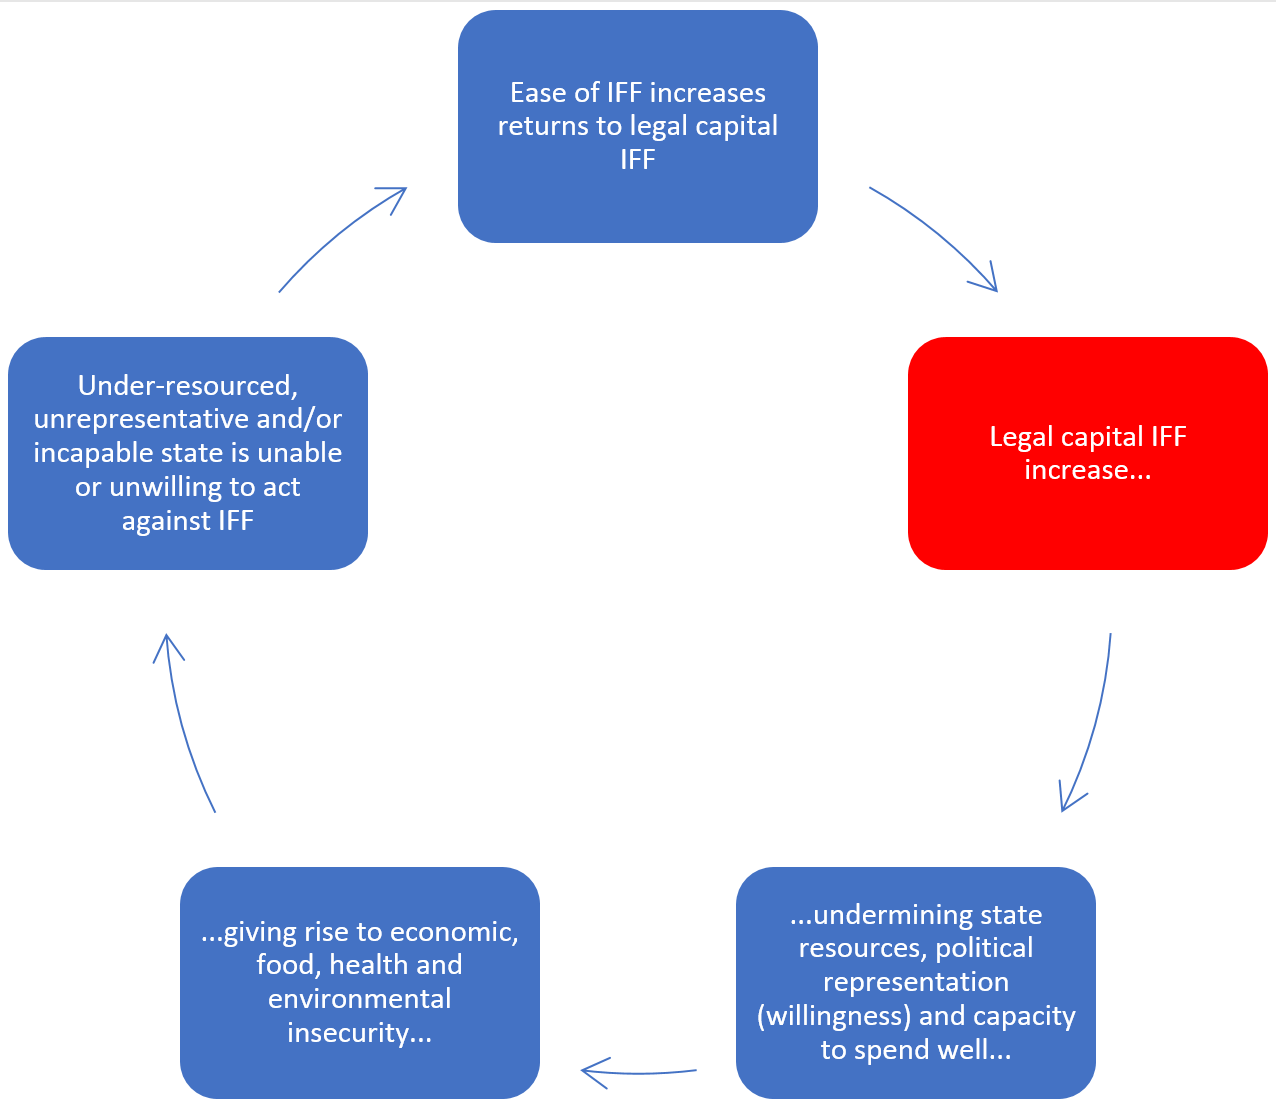 Ease of IFF increases
returns to legal capital
IFF
Legal capital IFF
increase...
...undermining state
resources, political
representation
(willingness) and capacity
to spend well...
...giving rise to economic,
food, health and
environmental
insecurity...
Under-resourced,
unrepresentative and/or
incapable state is unable
or unwilling to act
against IFF